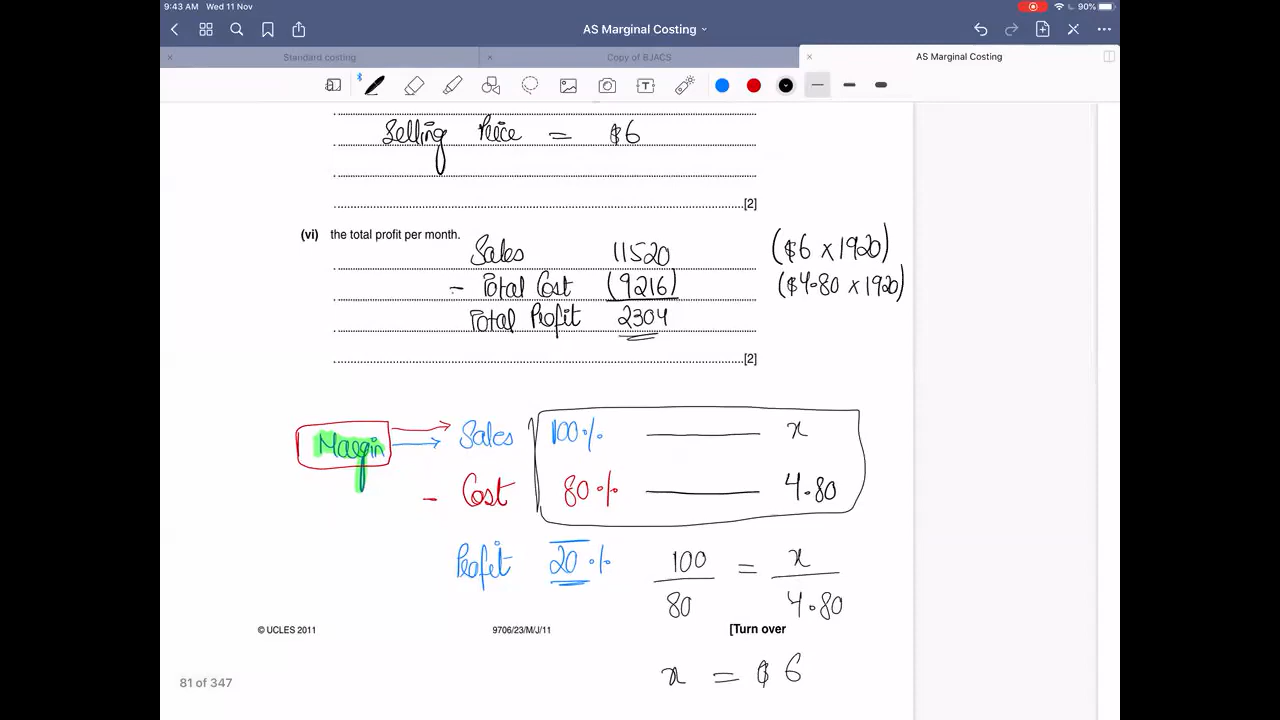 9:43 AM Wed 11 Nov
90%
AS Marginal Costing
Standard costing
Copy of BJACS
AS Marginal Costing
Selling Price = $6
[2]
(vi) the total profit per month.
Sales 11520 ($6 x 1920)
- Total Cost (9216) ($4.80 x 1920)
Total Profit 2304
[2]
Margin Sales 100% x
- Cost 80% 4.80
Profit 20% 100 = x
80 4.80
© UCLES 2011 9706/23/M/J/11 [Turn over
x = $6
81 of 347